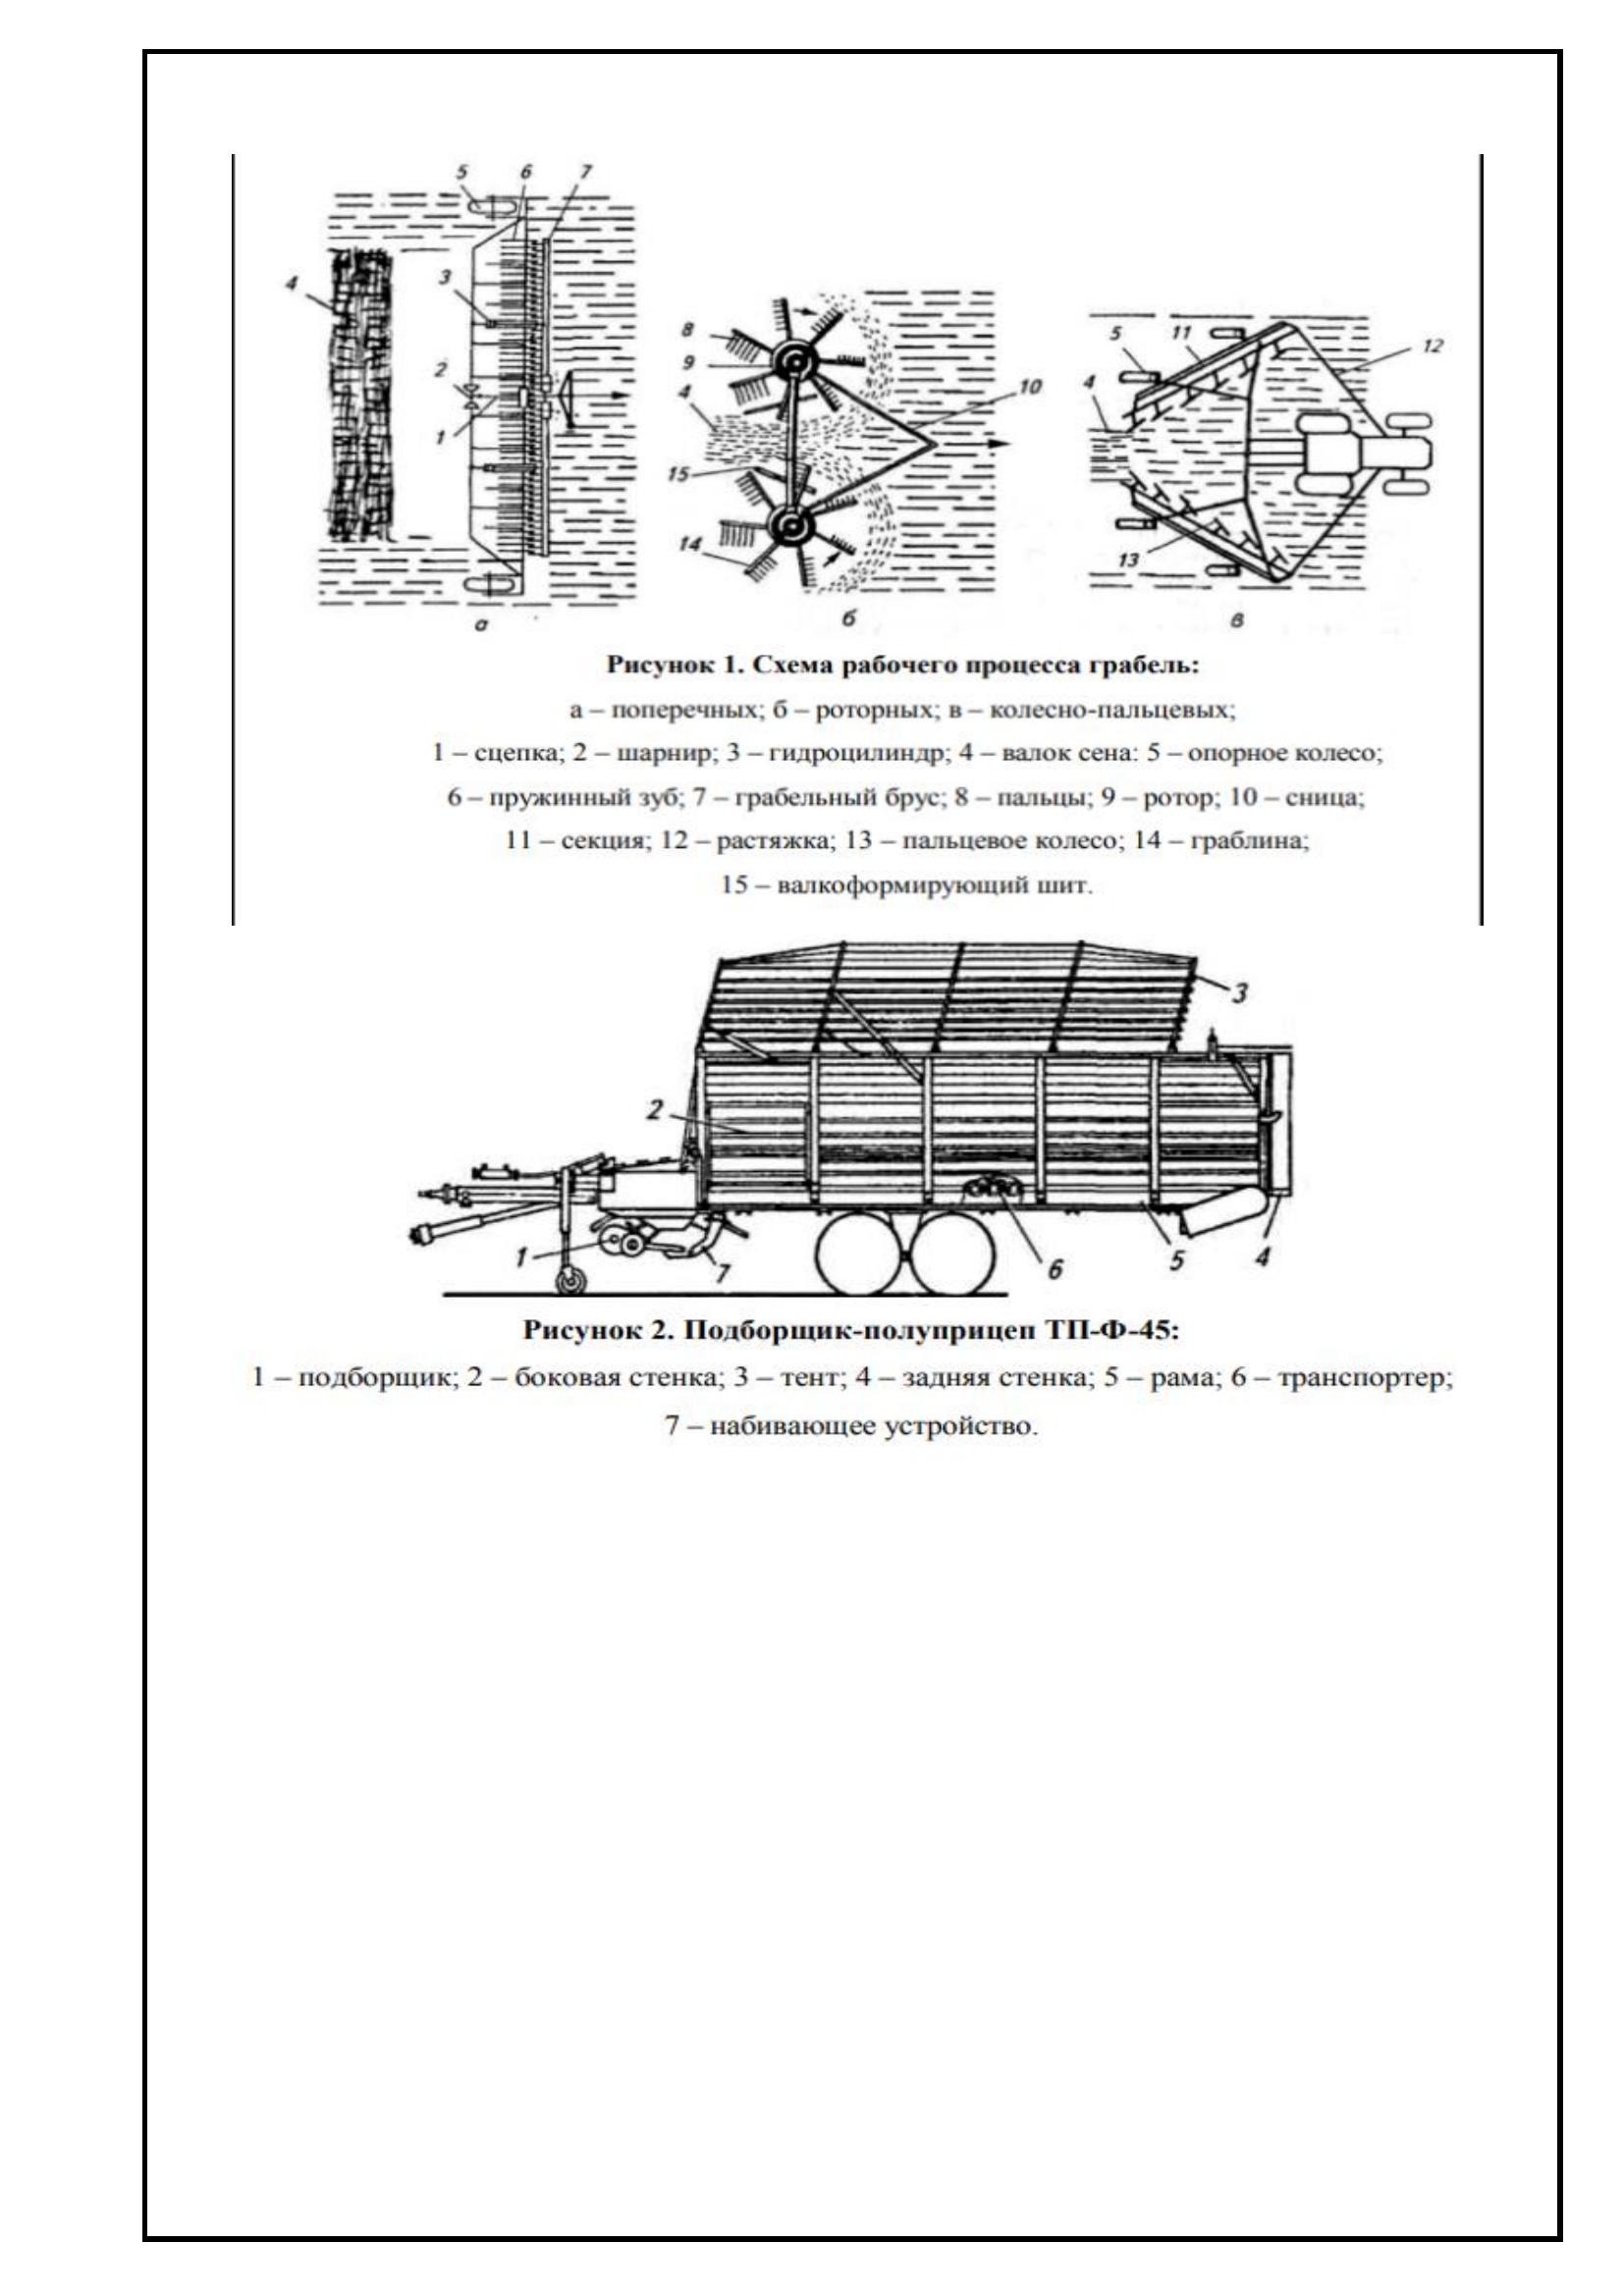 5 6 7
4 3 2 1
а
8 9 4 15 14 10
б
5 11 12 4 13
в
Рисунок 1. Схема рабочего процесса грабель:
а – поперечных; б – роторных; в – колесно-пальцевых;
1 – сцепка; 2 – шарнир; 3 – гидроцилиндр; 4 – валок сена: 5 – опорное колесо;
6 – пружинный зуб; 7 – грабельный брус; 8 – пальцы; 9 – ротор; 10 – сница;
11 – секция; 12 – растяжка; 13 – пальцевое колесо; 14 – граблина;
15 – валкоформирующий шит.
3
2
1 7 6 5 4
Рисунок 2. Подборщик-полуприцеп ТП-Ф-45:
1 – подборщик; 2 – боковая стенка; 3 – тент; 4 – задняя стенка; 5 – рама; 6 – транспортер;
7 – набивающее устройство.